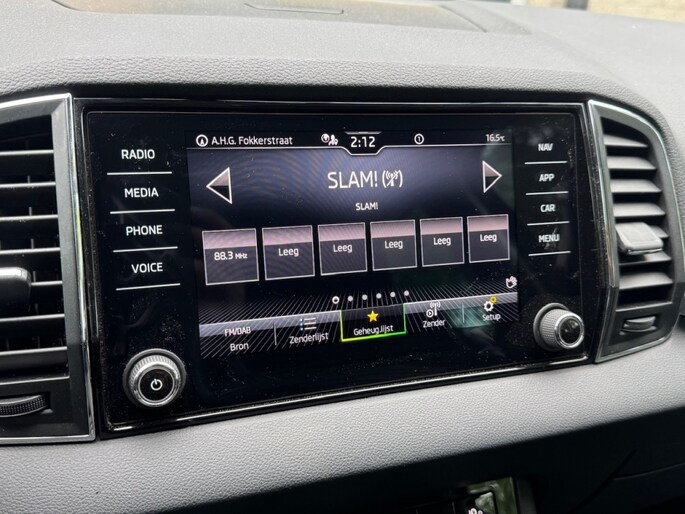 A.H.G. Fokkerstraat 2:12 16.5°C
SLAM!
SLAM!
88.3 MHz Leeg Leeg Leeg Leeg Leeg
FM/DAB
Bron Zenderlijst Geheug.lijst Zender Setup
RADIO
MEDIA
PHONE
VOICE
NAV
APP
CAR
MENU